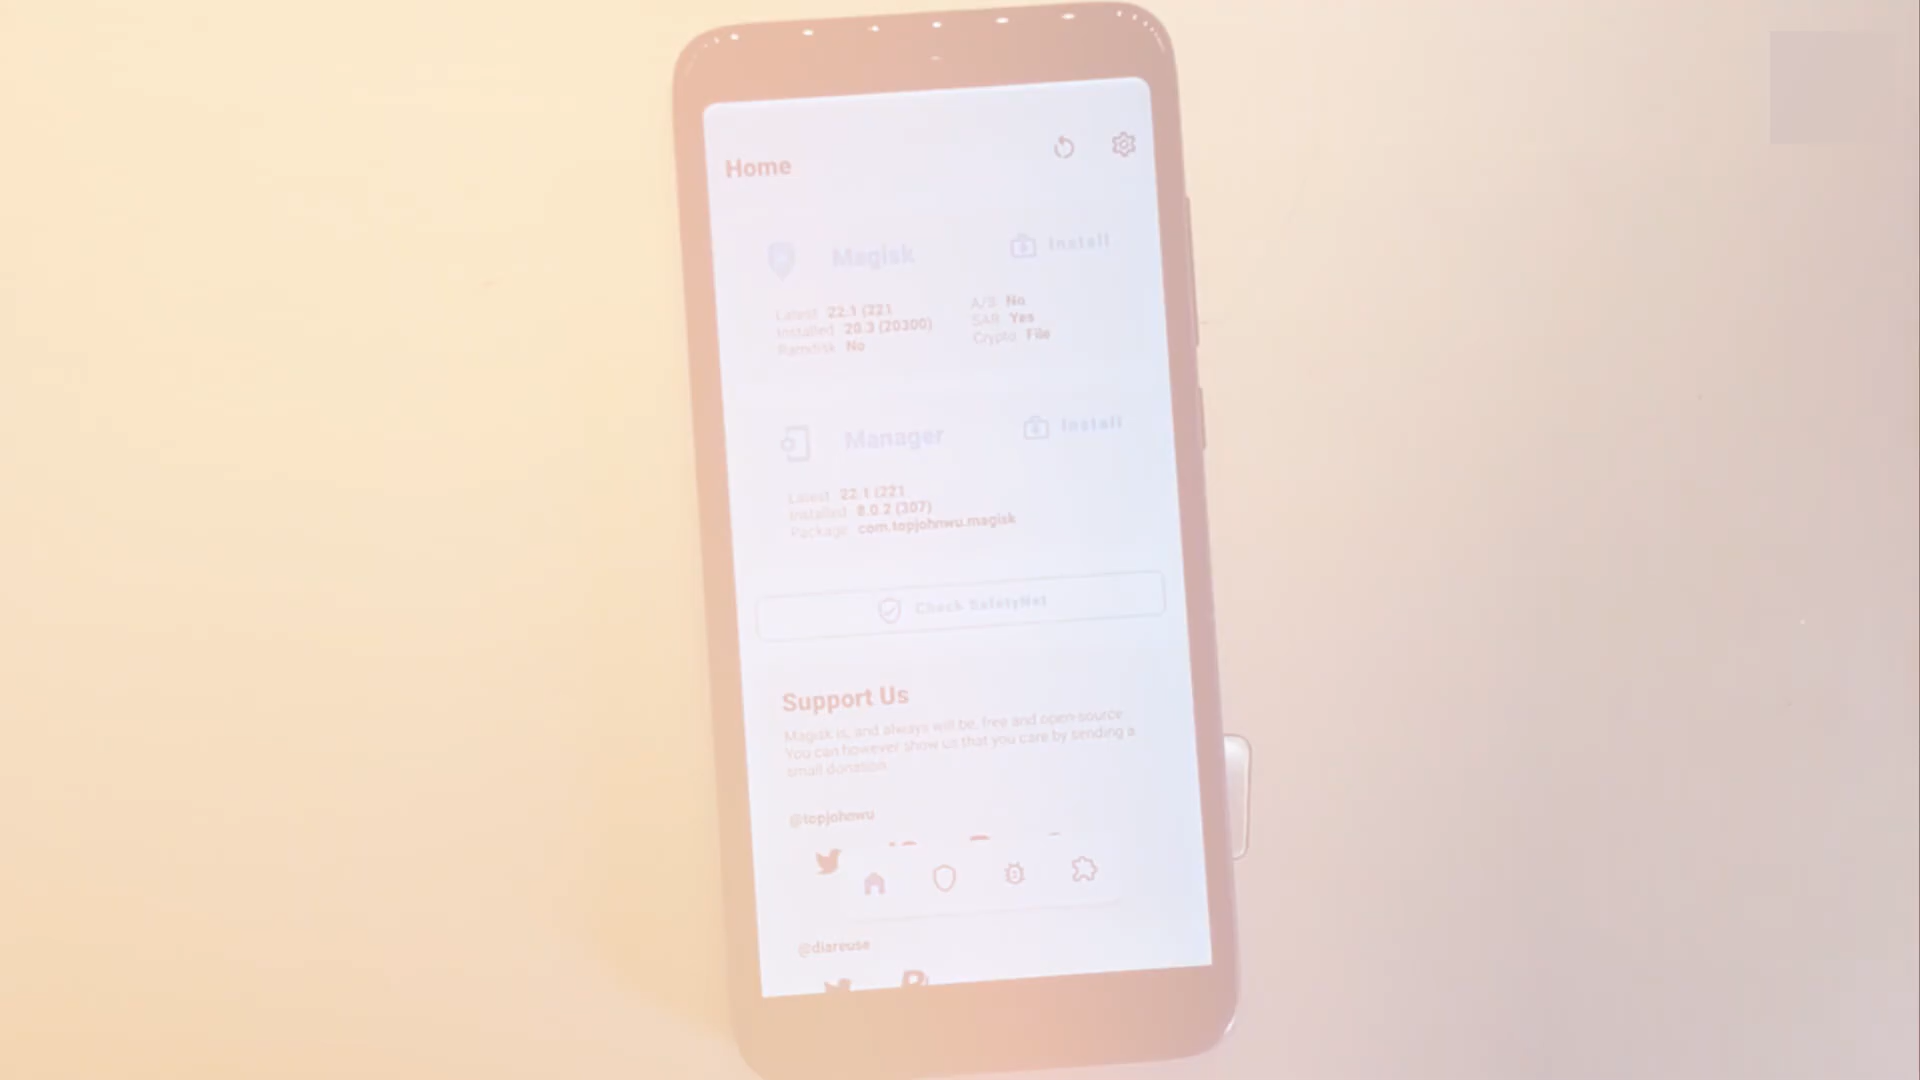 Home
Magisk
Install
Latest 22.1 (221
Installed 20.3 (20300)
Ramdisk No
A/S No
SAR Yes
Crypto File
Manager
Install
Latest 22.1 (221
Installed 8.0.2 (307)
Package com.topjohnwu.magisk
Check SafetyNet
Support Us
Magisk is, and always will be, free and open-source.
You can however show us that you care by sending a
small donation.
@topjohnwu
@diareuse